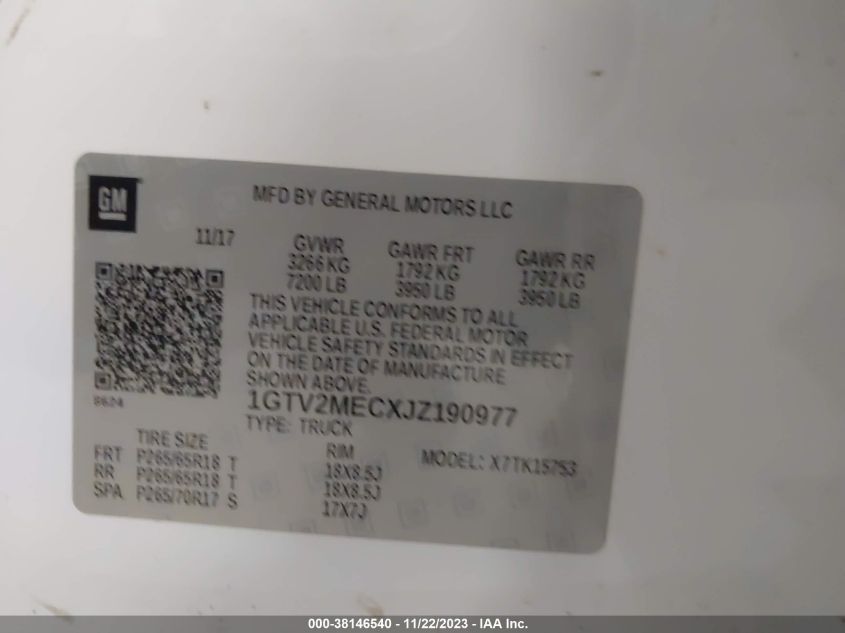 GM
MFD BY GENERAL MOTORS LLC
11/17
GVWR
3266 KG
7200 LB
GAWR FRT
1792 KG
3950 LB
GAWR RR
1792 KG
3950 LB
THIS VEHICLE CONFORMS TO ALL
APPLICABLE U.S. FEDERAL MOTOR
VEHICLE SAFETY STANDARDS IN EFFECT
ON THE DATE OF MANUFACTURE
SHOWN ABOVE.
8624
1GTV2MECXJZ190977
TYPE: TRUCK
MODEL: X7TK15753
TIRE SIZE RIM
FRT P265/65R18 T 18X8.5J
RR P265/65R18 T 18X8.5J
SPA P265/70R17 S 17X7J
000-38146540 - 11/22/2023 - IAA Inc.